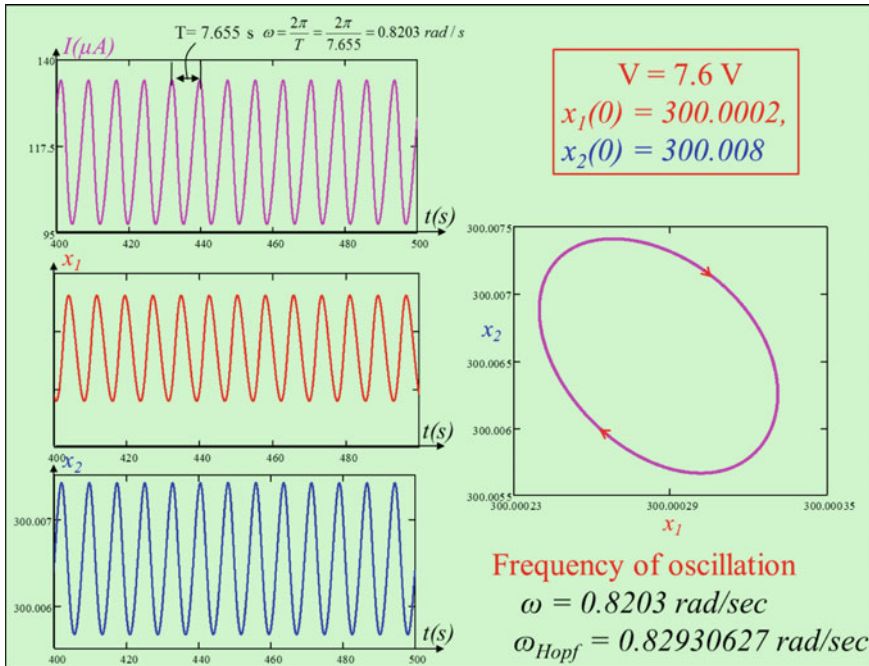 T= 7.655 s ω = 2π/T = 2π/7.655 = 0.8203 rad / s
I(μA)
140
117.5
95
400 420 440 460 480 500
t(s)
x1
t(s)
400 420 440 460 480
x2
300.007
300.006
t(s)
400 420 440 460 480 500
V = 7.6 V
x1(0) = 300.0002,
x2(0) = 300.008
300.0075
300.007
x2
300.0065
300.006
300.0055
300.00023 300.00029 300.00035
x1
Frequency of oscillation
ω = 0.8203 rad/sec
ωHopf = 0.82930627 rad/sec